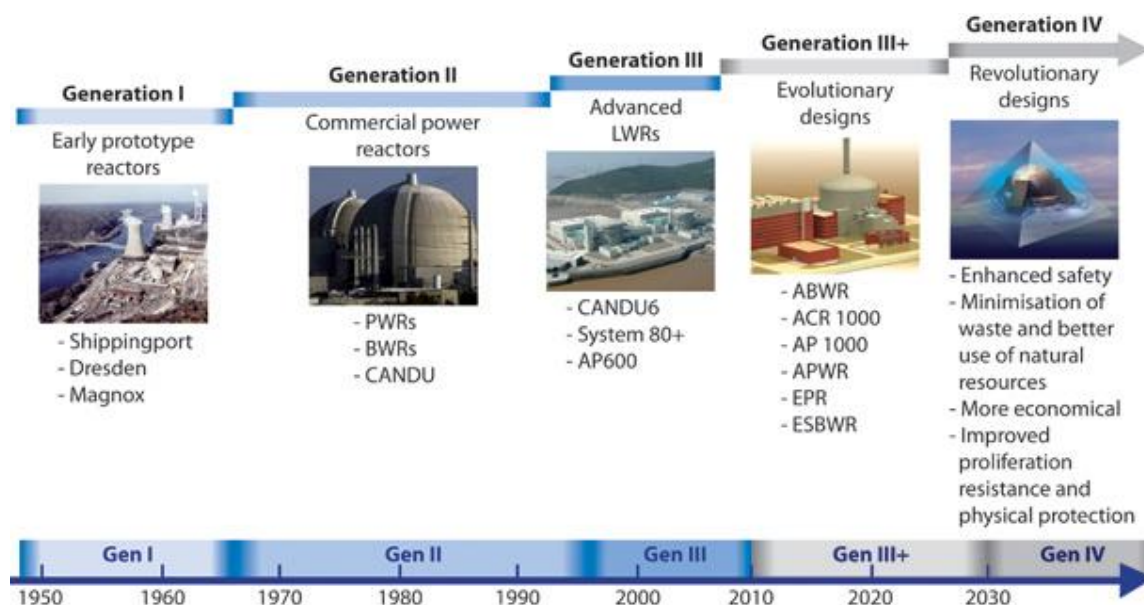 Generation I
Early prototype
reactors
- Shippingport
- Dresden
- Magnox
Generation II
Commercial power
reactors
- PWRs
- BWRs
- CANDU
Generation III
Advanced
LWRs
- CANDU6
- System 80+
- AP600
Generation III+
Evolutionary
designs
- ABWR
- ACR 1000
- AP 1000
- APWR
- EPR
- ESBWR
Generation IV
Revolutionary
designs
- Enhanced safety
- Minimisation of
waste and better
use of natural
resources
- More economical
- Improved
proliferation
resistance and
physical protection
Gen I Gen II Gen III Gen III+ Gen IV
1950 1960 1970 1980 1990 2000 2010 2020 2030